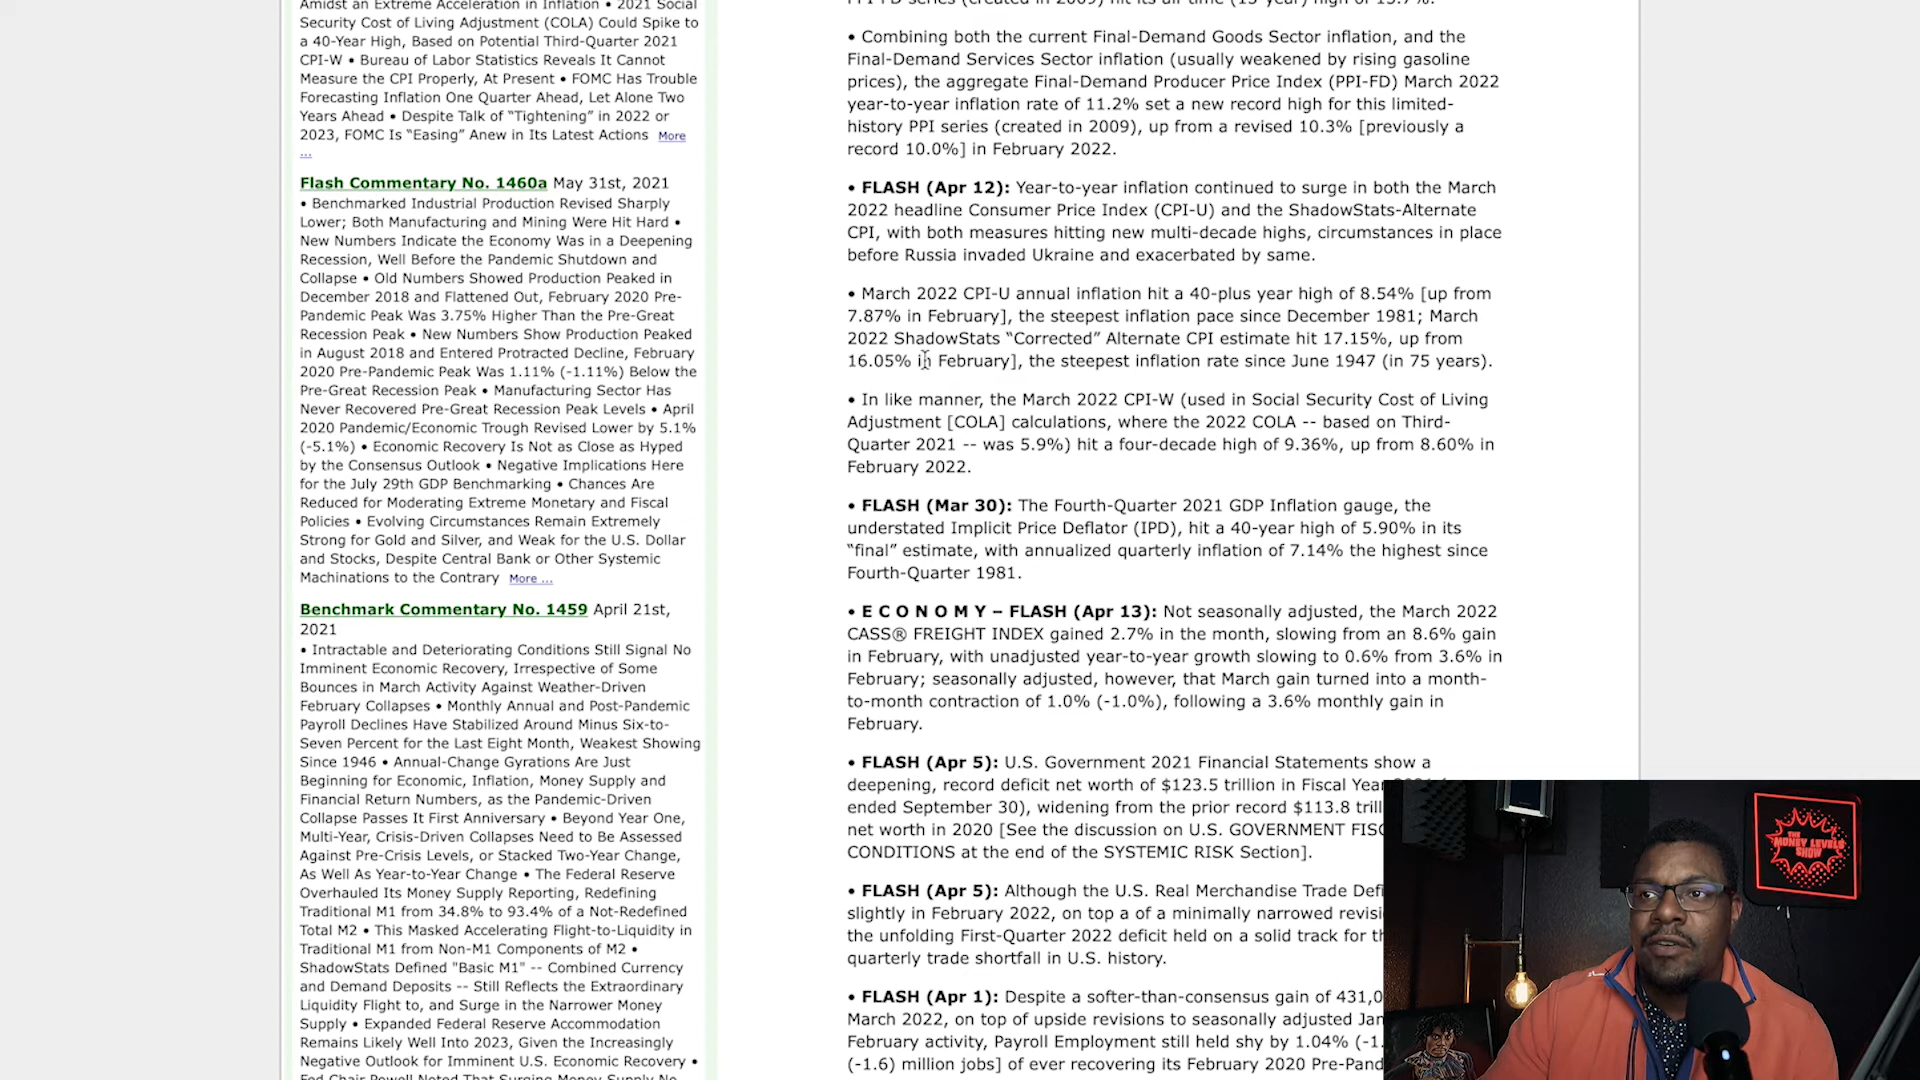 Amidst an Extreme Acceleration in Inflation • 2021 Social
Security Cost of Living Adjustment (COLA) Could Spike to
a 40-Year High, Based on Potential Third-Quarter 2021
CPI-W • Bureau of Labor Statistics Reveals It Cannot
Measure the CPI Properly, At Present • FOMC Has Trouble
Forecasting Inflation One Quarter Ahead, Let Alone Two
Years Ahead • Despite Talk of “Tightening” in 2022 or
2023, FOMC Is “Easing” Anew in Its Latest Actions More
...
Flash Commentary No. 1460a May 31st, 2021
• Benchmarked Industrial Production Revised Sharply
Lower; Both Manufacturing and Mining Were Hit Hard •
New Numbers Indicate the Economy Was in a Deepening
Recession, Well Before the Pandemic Shutdown and
Collapse • Old Numbers Showed Production Peaked in
December 2018 and Flattened Out, February 2020 Pre-
Pandemic Peak Was 3.75% Higher Than the Pre-Great
Recession Peak • New Numbers Show Production Peaked
in August 2018 and Entered Protracted Decline, February
2020 Pre-Pandemic Peak Was 1.11% (-1.11%) Below the
Pre-Great Recession Peak • Manufacturing Sector Has
Never Recovered Pre-Great Recession Peak Levels • April
2020 Pandemic/Economic Trough Revised Lower by 5.1%
(-5.1%) • Economic Recovery Is Not as Close as Hyped
by the Consensus Outlook • Negative Implications Here
for the July 29th GDP Benchmarking • Chances Are
Reduced for Moderating Extreme Monetary and Fiscal
Policies • Evolving Circumstances Remain Extremely
Strong for Gold and Silver, and Weak for the U.S. Dollar
and Stocks, Despite Central Bank or Other Systemic
Machinations to the Contrary More ...
Benchmark Commentary No. 1459 April 21st,
2021
• Intractable and Deteriorating Conditions Still Signal No
Imminent Economic Recovery, Irrespective of Some
Bounces in March Activity Against Weather-Driven
February Collapses • Monthly Annual and Post-Pandemic
Payroll Declines Have Stabilized Around Minus Six-to-
Seven Percent for the Last Eight Month, Weakest Showing
Since 1946 • Annual-Change Gyrations Are Just
Beginning for Economic, Inflation, Money Supply and
Financial Return Numbers, as the Pandemic-Driven
Collapse Passes It First Anniversary • Beyond Year One,
Multi-Year, Crisis-Driven Collapses Need to Be Assessed
Against Pre-Crisis Levels, or Stacked Two-Year Change,
As Well As Year-to-Year Change • The Federal Reserve
Overhauled Its Money Supply Reporting, Redefining
Traditional M1 from 34.8% to 93.4% of a Not-Redefined
Total M2 • This Masked Accelerating Flight-to-Liquidity in
Traditional M1 from Non-M1 Components of M2 •
ShadowStats Defined "Basic M1" -- Combined Currency
and Demand Deposits -- Still Reflects the Extraordinary
Liquidity Flight to, and Surge in the Narrower Money
Supply • Expanded Federal Reserve Accommodation
Remains Likely Well Into 2023, Given the Increasingly
Negative Outlook for Imminent U.S. Economic Recovery •
Fed Chair Powell Noted That Surging Money Supply No
PPI-FD series (created in 2009) hit its all-time (13-year) high of 15.7%.
• Combining both the current Final-Demand Goods Sector inflation, and the
Final-Demand Services Sector inflation (usually weakened by rising gasoline
prices), the aggregate Final-Demand Producer Price Index (PPI-FD) March 2022
year-to-year inflation rate of 11.2% set a new record high for this limited-
history PPI series (created in 2009), up from a revised 10.3% [previously a
record 10.0%] in February 2022.
• FLASH (Apr 12): Year-to-year inflation continued to surge in both the March
2022 headline Consumer Price Index (CPI-U) and the ShadowStats-Alternate
CPI, with both measures hitting new multi-decade highs, circumstances in place
before Russia invaded Ukraine and exacerbated by same.
• March 2022 CPI-U annual inflation hit a 40-plus year high of 8.54% [up from
7.87% in February], the steepest inflation pace since December 1981; March
2022 ShadowStats “Corrected” Alternate CPI estimate hit 17.15%, up from
16.05% in February], the steepest inflation rate since June 1947 (in 75 years).
• In like manner, the March 2022 CPI-W (used in Social Security Cost of Living
Adjustment [COLA] calculations, where the 2022 COLA -- based on Third-
Quarter 2021 -- was 5.9%) hit a four-decade high of 9.36%, up from 8.60% in
February 2022.
• FLASH (Mar 30): The Fourth-Quarter 2021 GDP Inflation gauge, the
understated Implicit Price Deflator (IPD), hit a 40-year high of 5.90% in its
“final” estimate, with annualized quarterly inflation of 7.14% the highest since
Fourth-Quarter 1981.
• E C O N O M Y – FLASH (Apr 13): Not seasonally adjusted, the March 2022
CASS® FREIGHT INDEX gained 2.7% in the month, slowing from an 8.6% gain
in February, with unadjusted year-to-year growth slowing to 0.6% from 3.6% in
February; seasonally adjusted, however, that March gain turned into a month-
to-month contraction of 1.0% (-1.0%), following a 3.6% monthly gain in
February.
• FLASH (Apr 5): U.S. Government 2021 Financial Statements show a
deepening, record deficit net worth of $123.5 trillion in Fiscal Year
ended September 30), widening from the prior record $113.8 trill
net worth in 2020 [See the discussion on U.S. GOVERNMENT FISC
CONDITIONS at the end of the SYSTEMIC RISK Section].
• FLASH (Apr 5): Although the U.S. Real Merchandise Trade Defi
slightly in February 2022, on top a of a minimally narrowed revisi
the unfolding First-Quarter 2022 deficit held on a solid track for th
quarterly trade shortfall in U.S. history.
• FLASH (Apr 1): Despite a softer-than-consensus gain of 431,0
March 2022, on top of upside revisions to seasonally adjusted Jan
February activity, Payroll Employment still held shy by 1.04% (-1.
(-1.6) million jobs] of ever recovering its February 2020 Pre-Pand
THE
MONEY LEVELS
SHOW